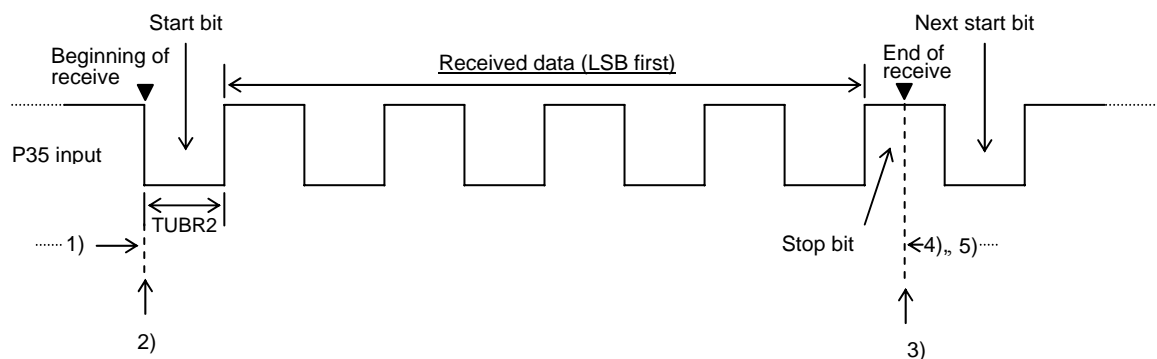 Start bit
Next start bit
Beginning of
receive
Received data (LSB first)
End of
receive
P35 input
TUBR2
1)
Stop bit
4),, 5)
2)
3)